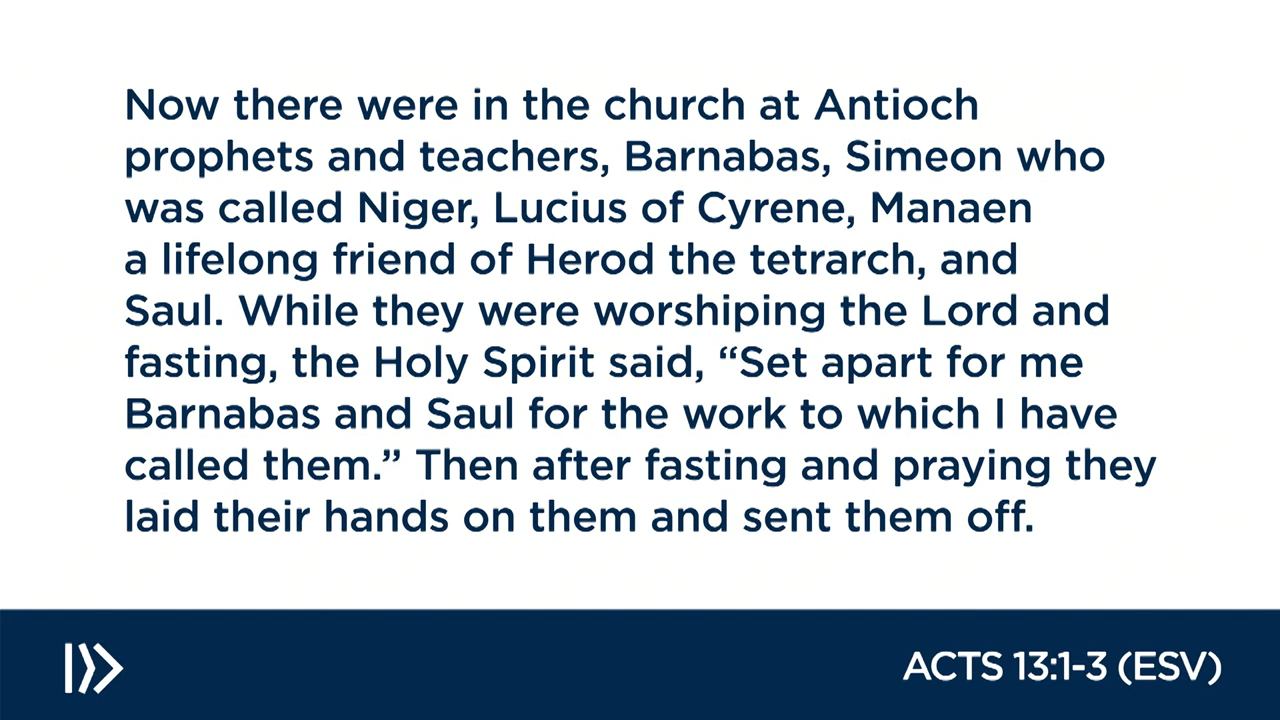 Now there were in the church at Antioch
prophets and teachers, Barnabas, Simeon who
was called Niger, Lucius of Cyrene, Manaen
a lifelong friend of Herod the tetrarch, and
Saul. While they were worshiping the Lord and
fasting, the Holy Spirit said, “Set apart for me
Barnabas and Saul for the work to which I have
called them.” Then after fasting and praying they
laid their hands on them and sent them off.
ACTS 13:1-3 (ESV)